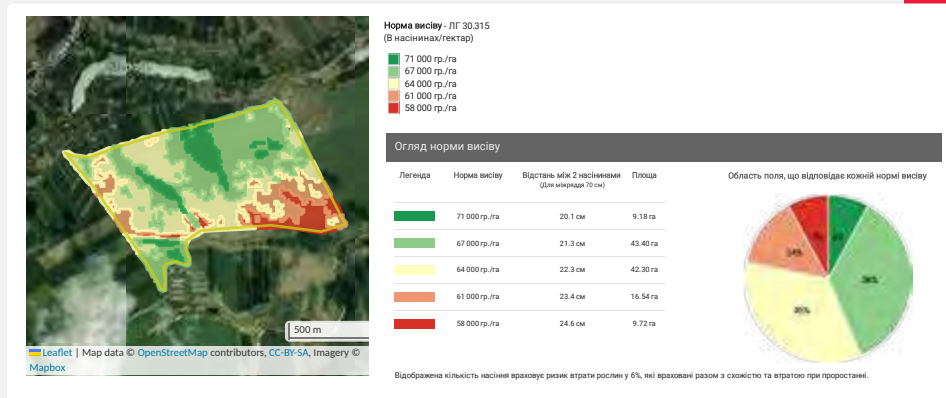 Норма висіву - ЛГ 30.315
(В насінинах/гектар)
71 000 гр./га
67 000 гр./га
64 000 гр./га
61 000 гр./га
58 000 гр./га
Огляд норми висіву
Легенда Норма висіву Відстань між 2 насінинами Площа
(Для міжряддя 70 см)
71 000 гр./га 20.1 см 9.18 га
67 000 гр./га 21.3 см 43.40 га
64 000 гр./га 22.3 см 42.30 га
61 000 гр./га 23.4 см 16.54 га
58 000 гр./га 24.6 см 9.72 га
Область поля, що відповідає кожній нормі висіву
36%
35%
14%
500 m
Leaflet | Map data © OpenStreetMap contributors, CC-BY-SA, Imagery ©
Mapbox
Відображена кількість насіння враховує ризик втрати рослин у 6%, які враховані разом з схожістю та втратою при проростанні.